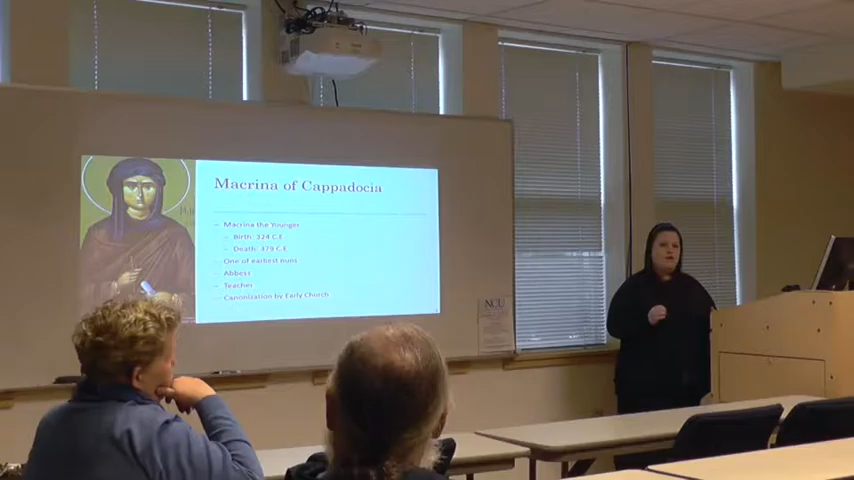 Macrina of Cappadocia
– Macrina the Younger
– Birth: 324 C.E
– Death: 379 C.E
– One of earliest nuns
– Abbess
– Teacher
– Canonization by Early Church
NCU